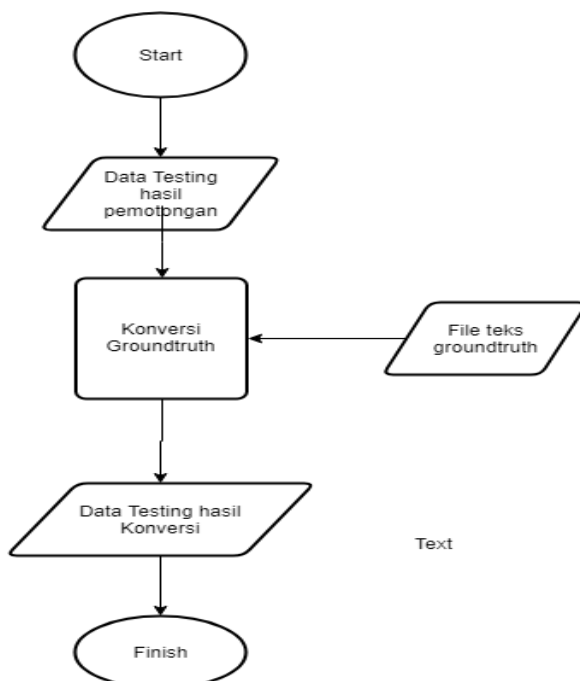 Start
Data Testing
hasil
pemotongan
Konversi
Groundtruth
File teks
groundtruth
Data Testing hasil
Konversi
Text
Finish